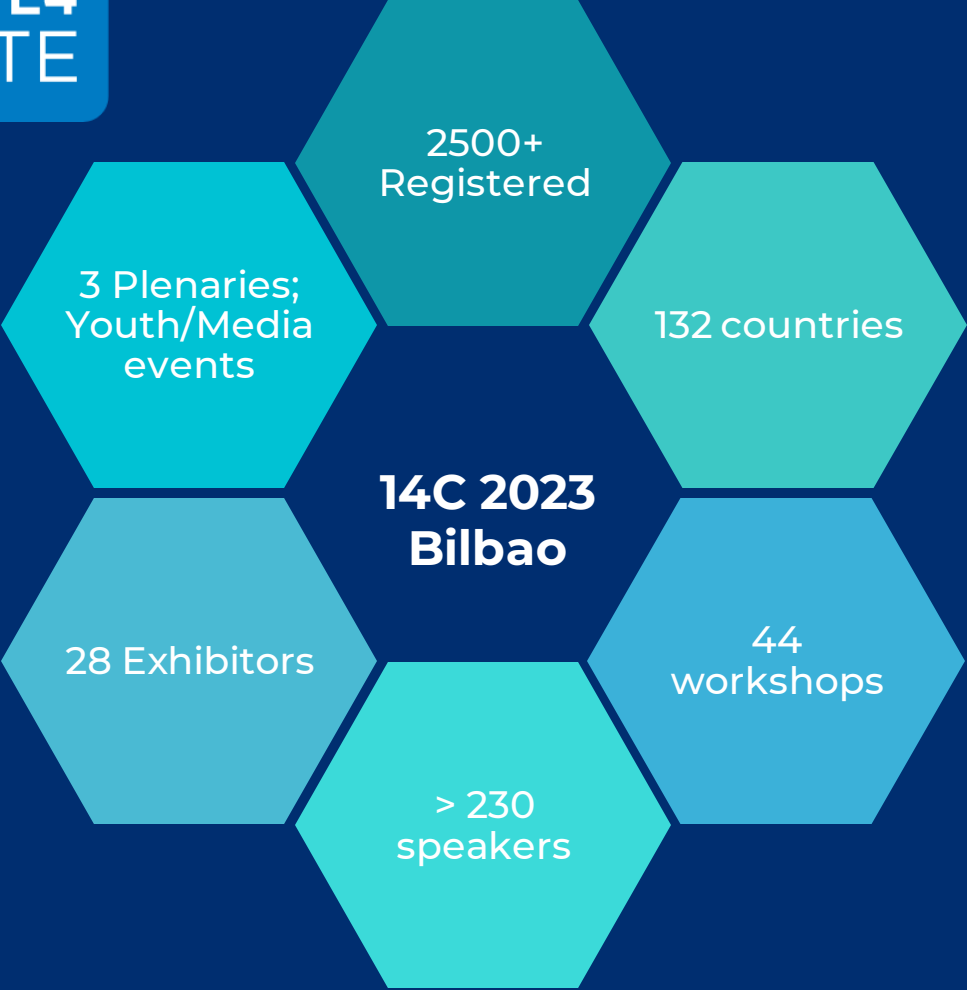 TE
2500+
Registered
3 Plenaries;
Youth/Media
events
132 countries
14C 2023
Bilbao
28 Exhibitors
44
workshops
> 230
speakers